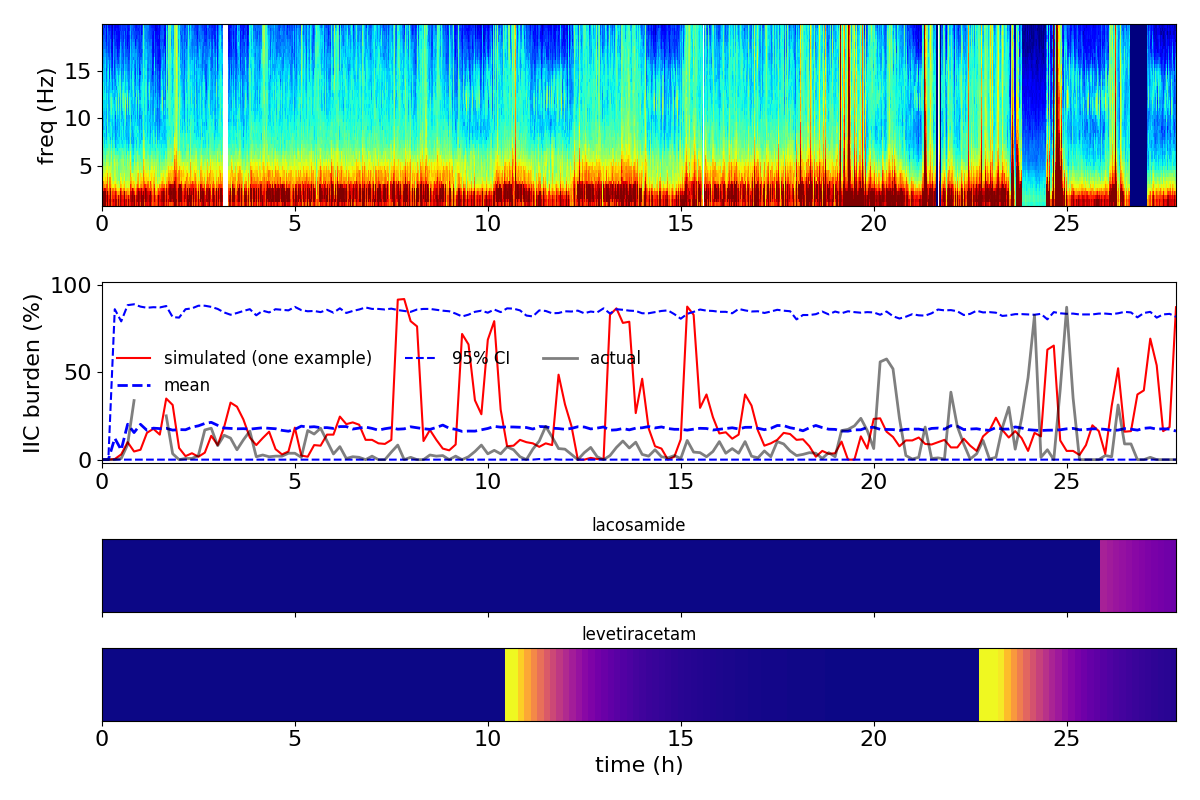 15
10
5
freq (Hz)
0 5 10 15 20 25
100
50
0
IIC burden (%)
simulated (one example) 95% CI actual
mean
0 5 10 15 20 25
lacosamide
levetiracetam
0 5 10 15 20 25
time (h)